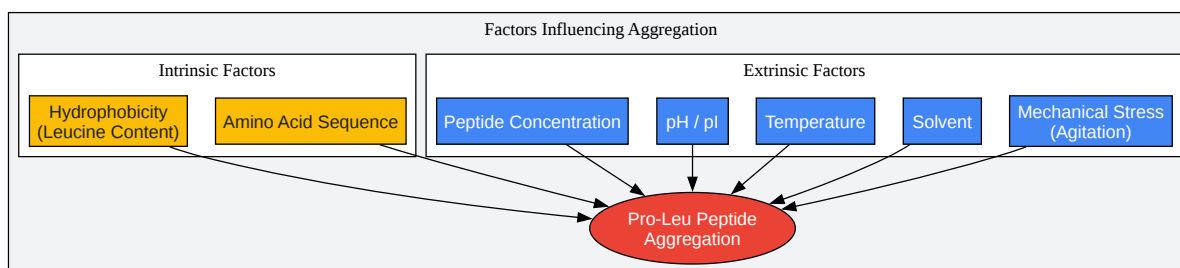 Factors Influencing Aggregation
Intrinsic Factors
Extrinsic Factors
Hydrophobicity
(Leucine Content)
Amino Acid Sequence
Peptide Concentration
pH / pI
Temperature
Solvent
Mechanical Stress
(Agitation)
Pro-Leu Peptide
Aggregation